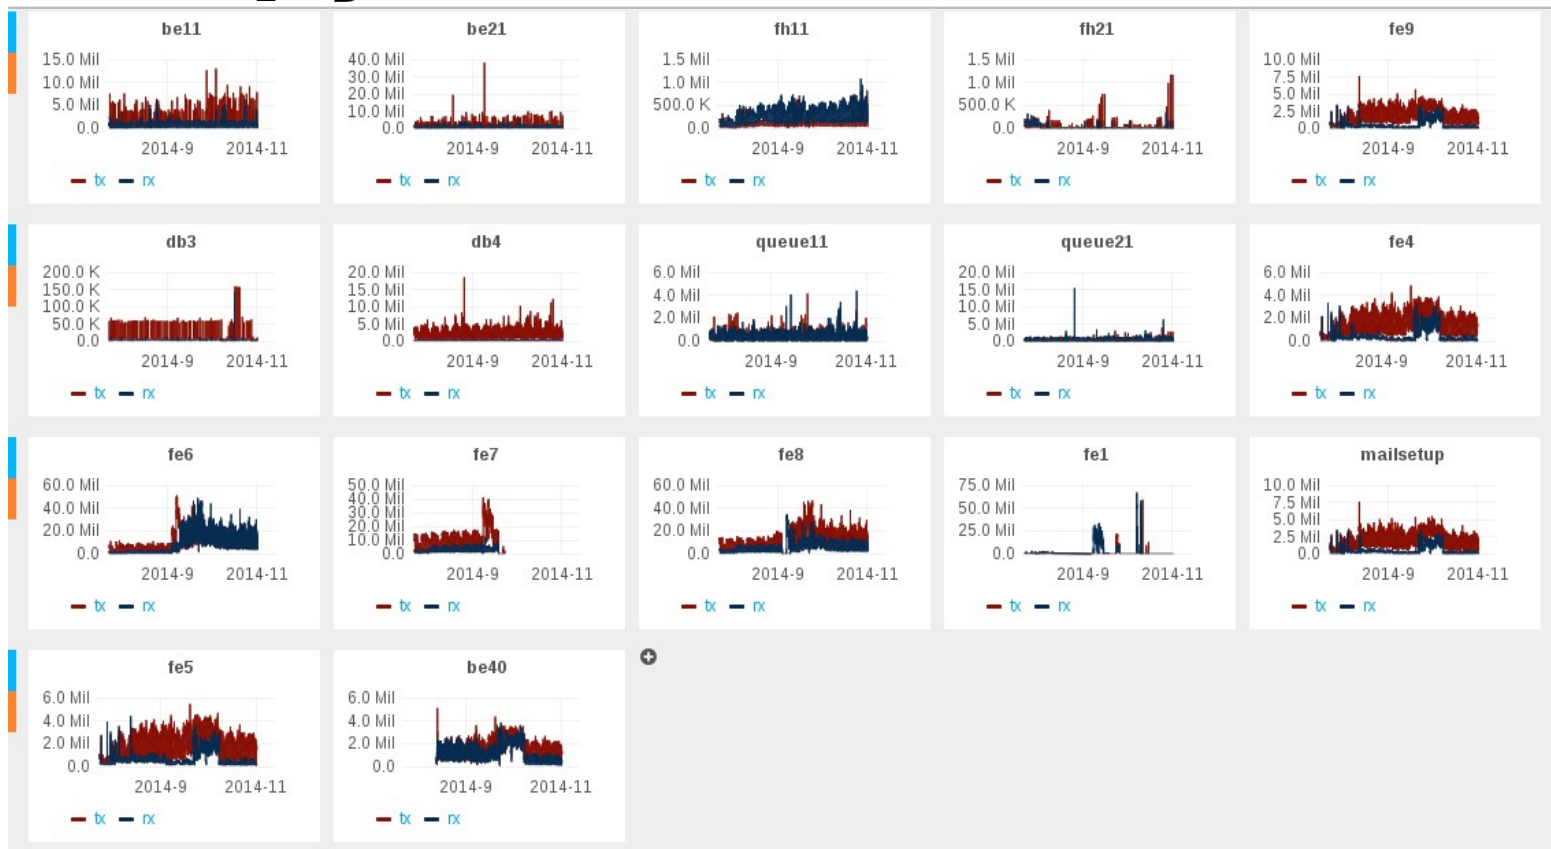 be11 be21 fh11 fh21 fe9
15.0 Mil 40.0 Mil 1.5 Mil 1.5 Mil 10.0 Mil
30.0 Mil 7.5 Mil
10.0 Mil 20.0 Mil 1.0 Mil 1.0 Mil 5.0 Mil
5.0 Mil 10.0 Mil 500.0 K 500.0 K 2.5 Mil
0.0 0.0 0.0 0.0 0.0
2014-9 2014-11 2014-9 2014-11 2014-9 2014-11 2014-9 2014-11 2014-9 2014-11
tx rx tx rx tx rx tx rx tx rx
db3 db4 queue11 queue21 fe4
200.0 K 20.0 Mil 6.0 Mil 20.0 Mil 6.0 Mil
150.0 K 15.0 Mil 4.0 Mil 15.0 Mil 4.0 Mil
100.0 K 10.0 Mil 2.0 Mil 10.0 Mil 2.0 Mil
50.0 K 5.0 Mil 5.0 Mil
0.0 0.0 0.0 0.0 0.0
2014-9 2014-11 2014-9 2014-11 2014-9 2014-11 2014-9 2014-11 2014-9 2014-11
tx rx tx rx tx rx tx rx tx rx
fe6 fe7 fe8 fe1 mailsetup
60.0 Mil 50.0 Mil 60.0 Mil 75.0 Mil 10.0 Mil
40.0 Mil 40.0 Mil 40.0 Mil 50.0 Mil 7.5 Mil
30.0 Mil 5.0 Mil
20.0 Mil 20.0 Mil 20.0 Mil 25.0 Mil 2.5 Mil
10.0 Mil
0.0 0.0 0.0 0.0 0.0
2014-9 2014-11 2014-9 2014-11 2014-9 2014-11 2014-9 2014-11 2014-9 2014-11
tx rx tx rx tx rx tx rx tx rx
fe5 be40
6.0 Mil 6.0 Mil
4.0 Mil 4.0 Mil
2.0 Mil 2.0 Mil
0.0 0.0
2014-9 2014-11 2014-9 2014-11
tx rx tx rx